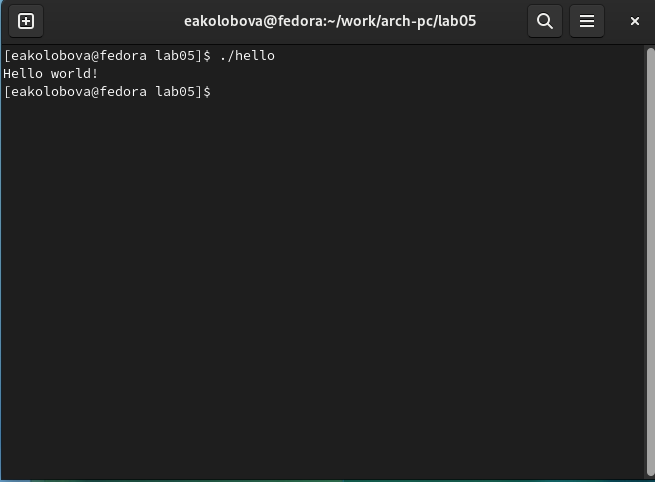 eakolobova@fedora:~/work/arch-pc/lab05
[eakolobova@fedora lab05]$ ./hello
Hello world!
[eakolobova@fedora lab05]$